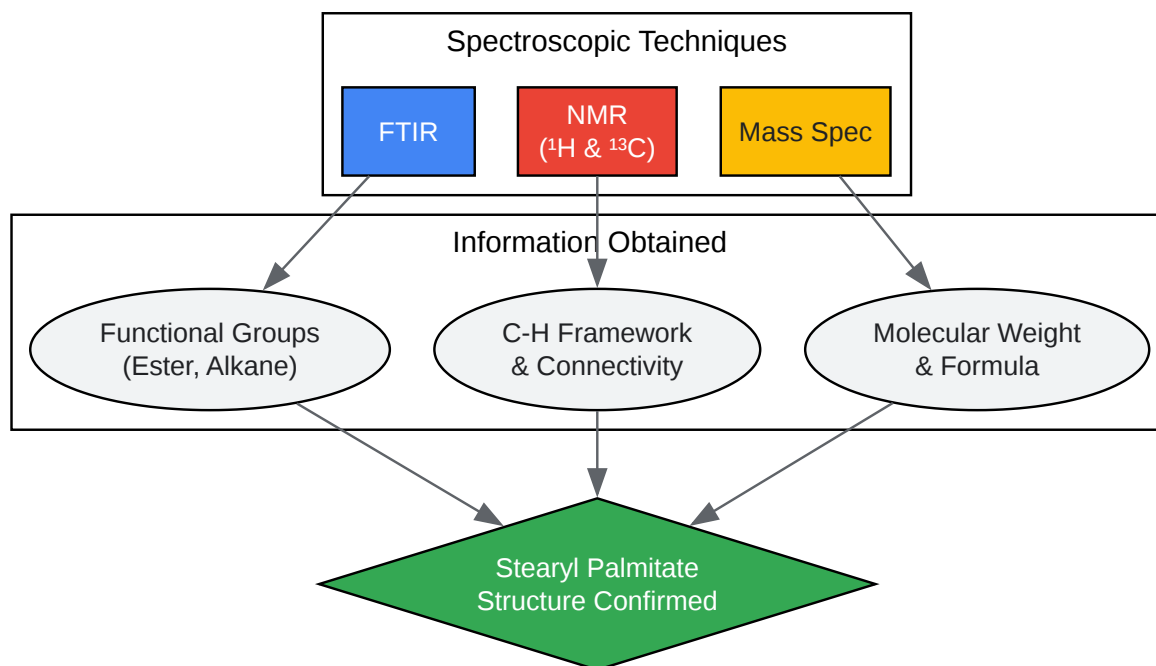 Spectroscopic Techniques
FTIR
NMR
(¹H & ¹³C)
Mass Spec
Information Obtained
Functional Groups
(Ester, Alkane)
C-H Framework
& Connectivity
Molecular Weight
& Formula
Stearyl Palmitate
Structure Confirmed